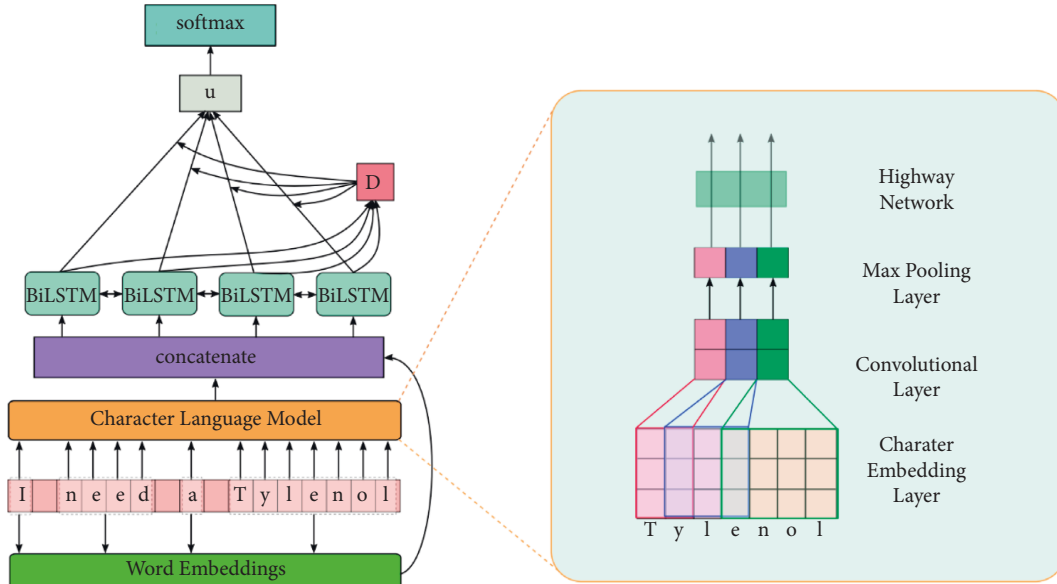 softmax
u
D
BiLSTM BiLSTM BiLSTM BiLSTM
concatenate
Character Language Model
I n e e d a T y l e n o l
Word Embeddings
Highway
Network
Max Pooling
Layer
Convolutional
Layer
Charater
Embedding
Layer
T y l e n o l